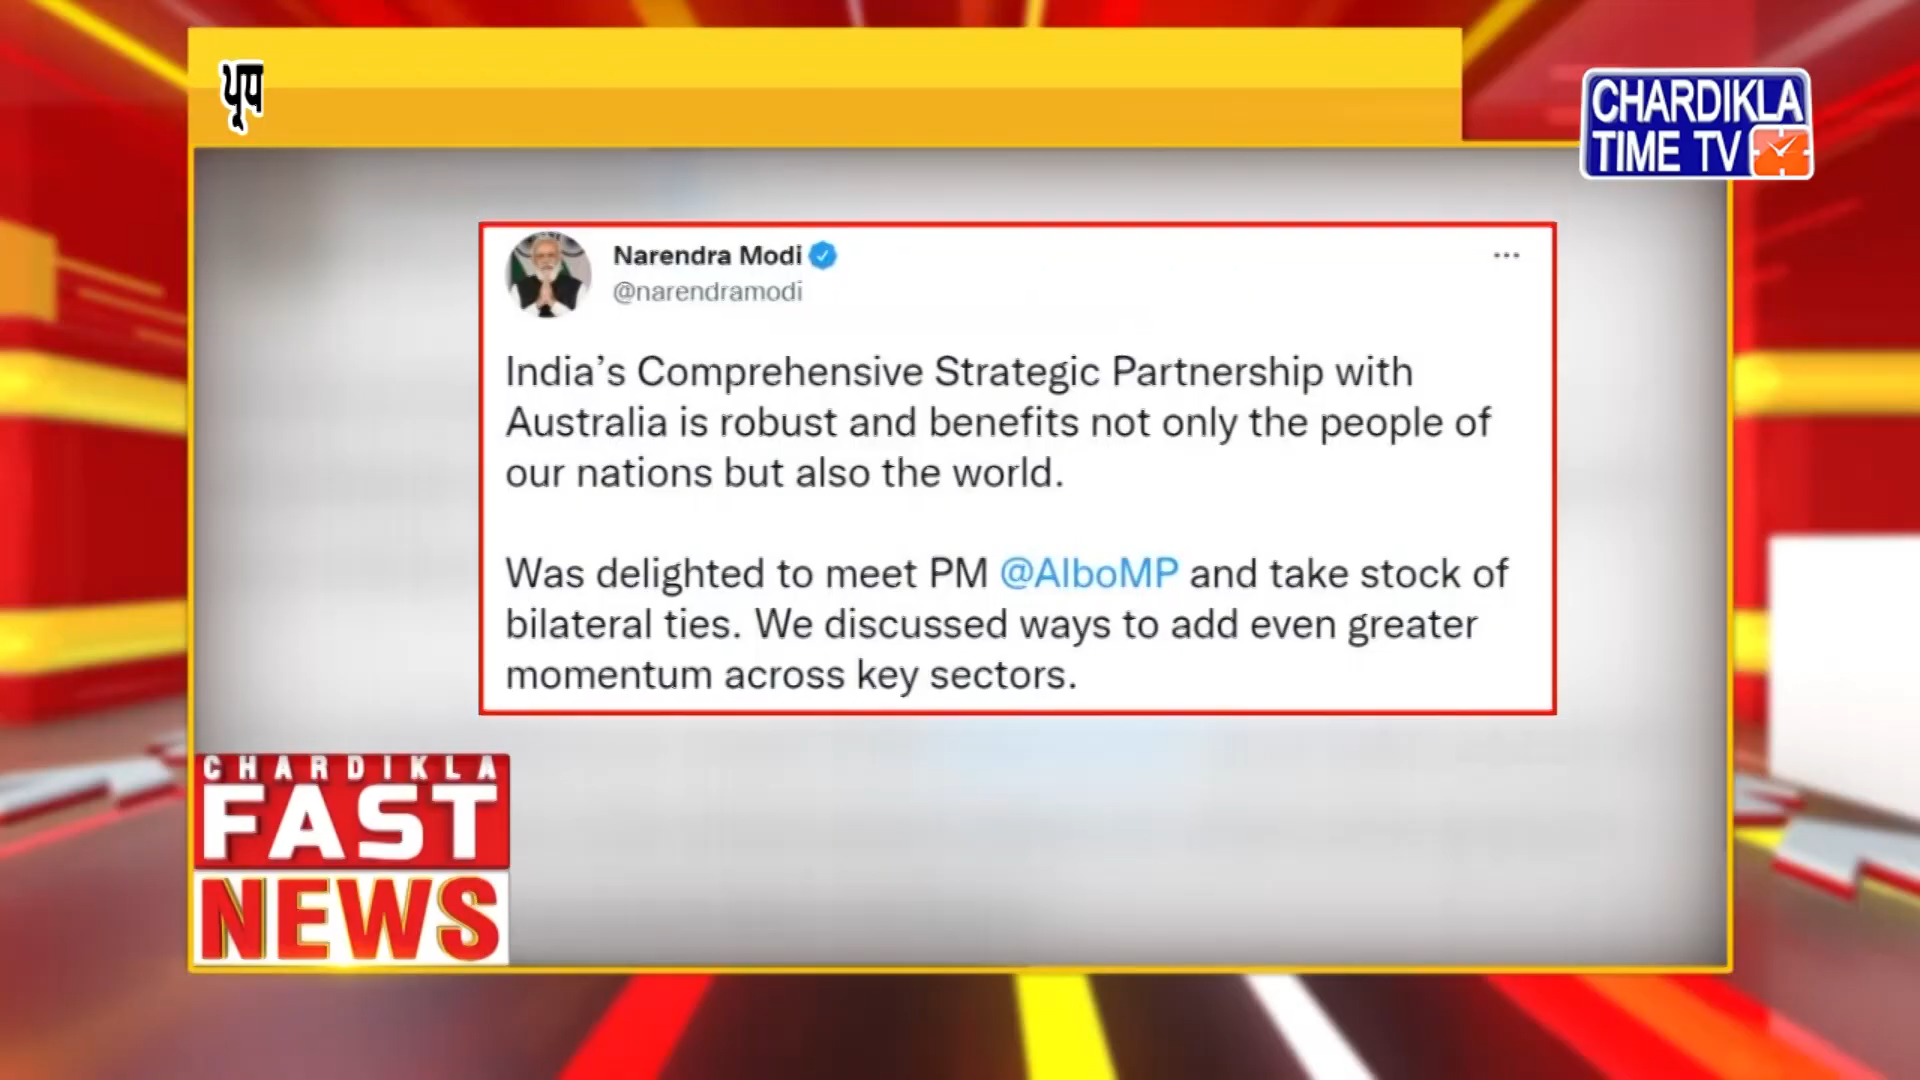 CHARDIKLA
TIME TV
Narendra Modi
@narendramodi
India’s Comprehensive Strategic Partnership with
Australia is robust and benefits not only the people of
our nations but also the world.
Was delighted to meet PM @AlboMP and take stock of
bilateral ties. We discussed ways to add even greater
momentum across key sectors.
CHARDIKLA
FAST
NEWS